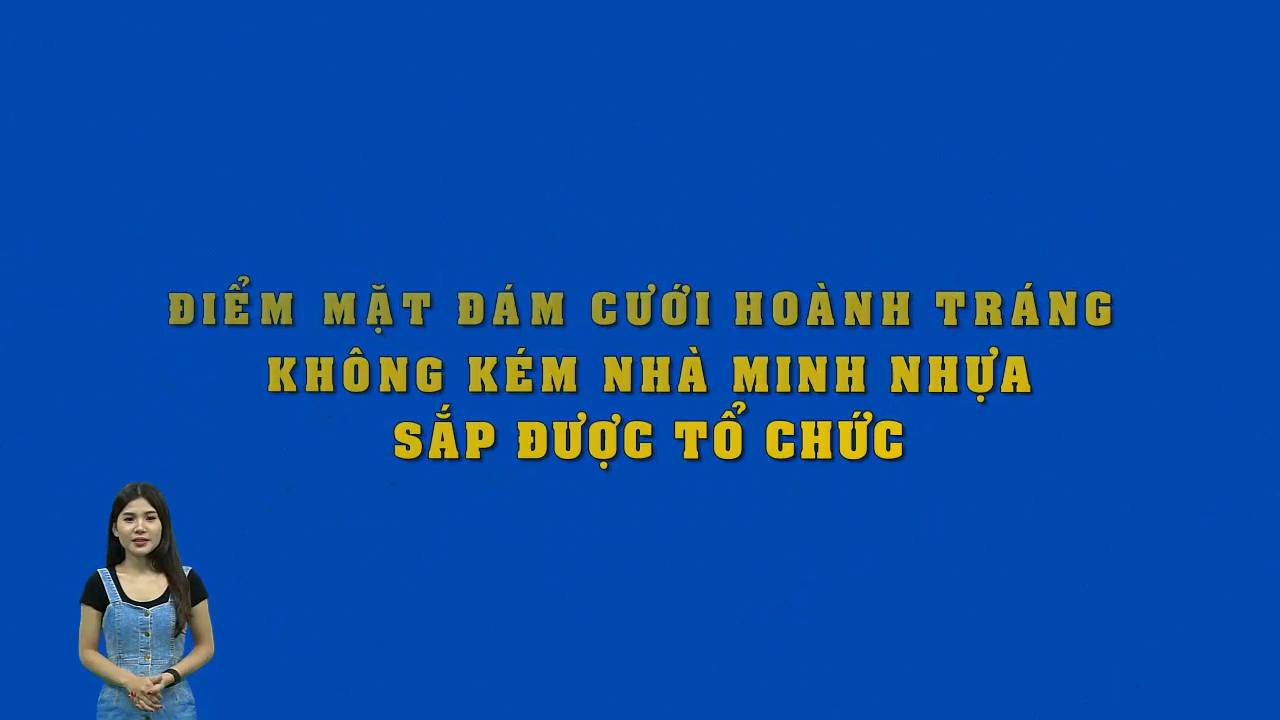 ĐIỂM MẶT ĐÁM CƯỚI HOÀNH TRÁNG
KHÔNG KÉM NHÀ MINH NHỰA
SẮP ĐƯỢC TỔ CHỨC